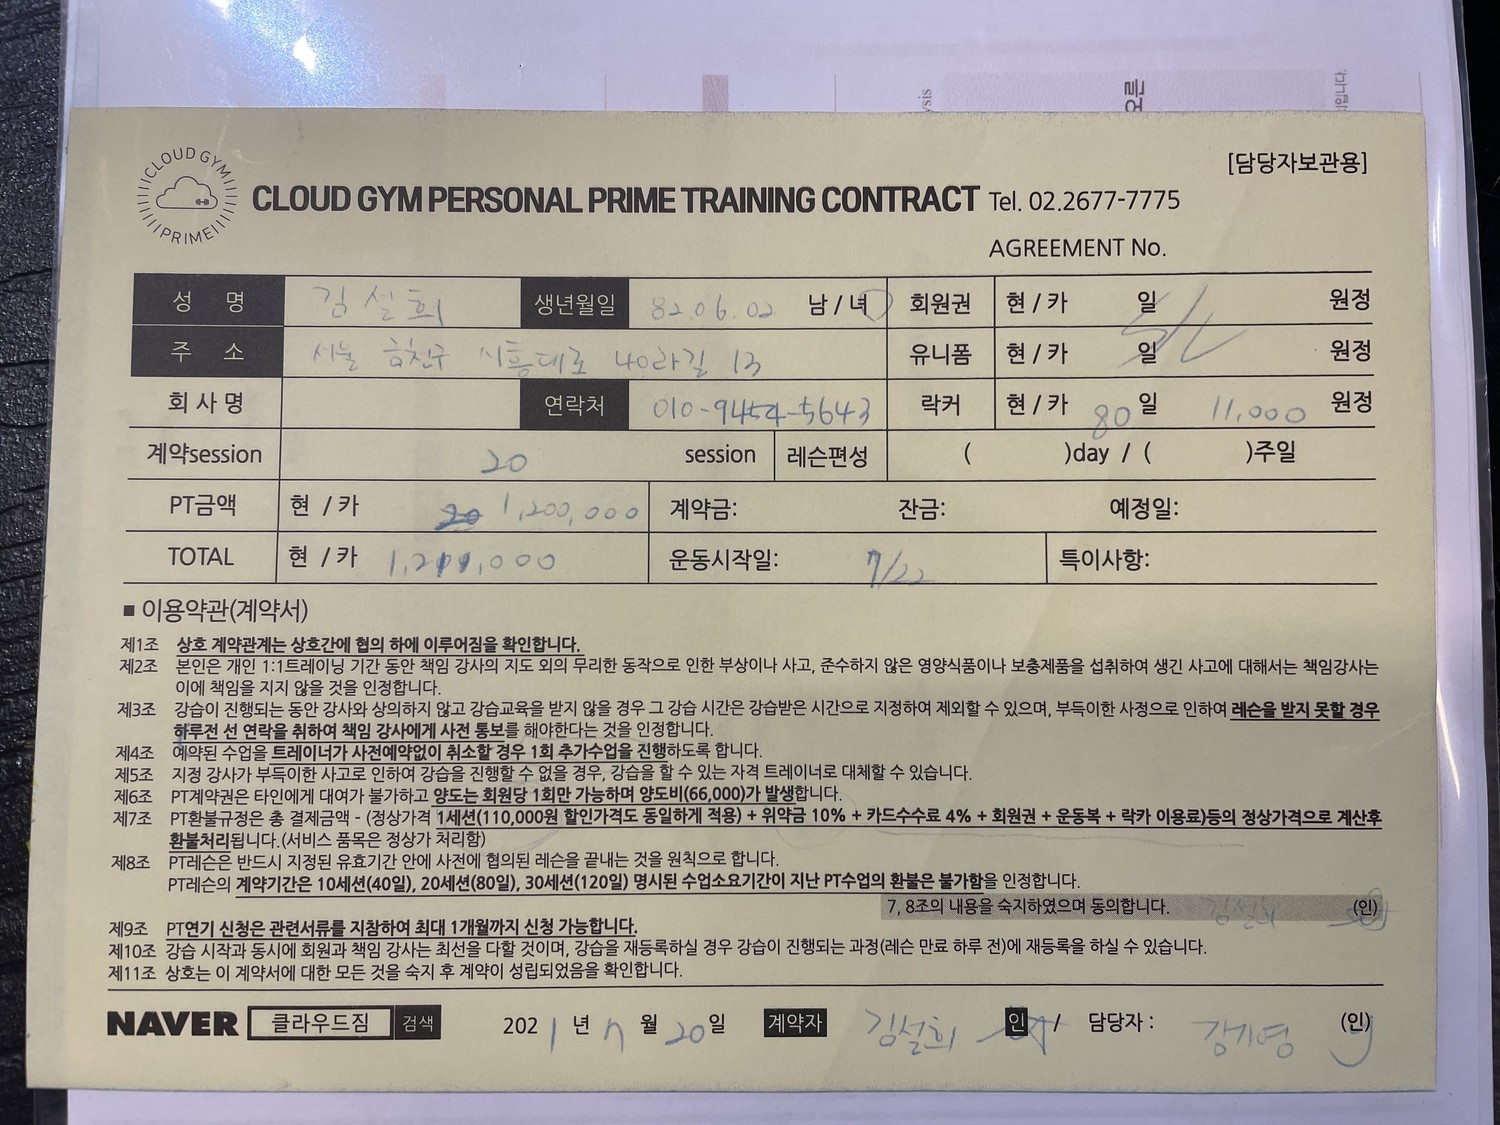 [담당자보관용]
CLOUD GYM PRIME
CLOUD GYM PERSONAL PRIME TRAINING CONTRACT Tel. 02.2677-7775
AGREEMENT No.
성 명 김설희 생년월일 82.06.02 남 / 녀 회원권 현 / 카 일 원정
주 소 서울 금천구 시흥대로 40라길 13 유니폼 현 / 카 일 원정
회 사 명 연락처 010-9454-5643 락커 현 / 카 80 일 11,000 원정
계약session 20 session 레슨편성 ( )day / ( )주일
PT금액 현 / 카 1,200,000 계약금: 잔금: 예정일:
TOTAL 현 / 카 1,211,000 운동시작일: 7/22 특이사항:
■ 이용약관(계약서)
제1조 상호 계약관계는 상호간에 협의 하에 이루어짐을 확인합니다.
제2조 본인은 개인 1:1트레이닝 기간 동안 책임 강사의 지도 외의 무리한 동작으로 인한 부상이나 사고, 준수하지 않은 영양식품이나 보충제품을 섭취하여 생긴 사고에 대해서는 책임강사는
이에 책임을 지지 않을 것을 인정합니다.
제3조 강습이 진행되는 동안 강사와 상의하지 않고 강습교육을 받지 않을 경우 그 강습 시간은 강습받은 시간으로 지정하여 제외할 수 있으며, 부득이한 사정으로 인하여 레슨을 받지 못할 경우
하루전 선 연락을 취하여 책임 강사에게 사전 통보를 해야한다는 것을 인정합니다.
제4조 예약된 수업을 트레이너가 사전예약없이 취소할 경우 1회 추가수업을 진행하도록 합니다.
제5조 지정 강사가 부득이한 사고로 인하여 강습을 진행할 수 없을 경우, 강습을 할 수 있는 자격 트레이너로 대체할 수 있습니다.
제6조 PT계약권은 타인에게 대여가 불가하고 양도는 회원당 1회만 가능하며 양도비(66,000)가 발생합니다.
제7조 PT환불규정은 총 결제금액 - (정상가격 1세션(110,000원 할인가격도 동일하게 적용) + 위약금 10% + 카드수수료 4% + 회원권 + 운동복 + 락카 이용료)등의 정상가격으로 계산후
환불처리됩니다.(서비스 품목은 정상가 처리함)
제8조 PT레슨은 반드시 지정된 유효기간 안에 사전에 협의된 레슨을 끝내는 것을 원칙으로 합니다.
PT레슨의 계약기간은 10세션(40일), 20세션(80일), 30세션(120일) 명시된 수업소요기간이 지난 PT수업의 환불은 불가함을 인정합니다.
7, 8조의 내용을 숙지하였으며 동의합니다. 김설희 (인)
제9조 PT연기 신청은 관련서류를 지참하여 최대 1개월까지 신청 가능합니다.
제10조 강습 시작과 동시에 회원과 책임 강사는 최선을 다할 것이며, 강습을 재등록하실 경우 강습이 진행되는 과정(레슨 만료 하루 전)에 재등록을 하실 수 있습니다.
제11조 상호는 이 계약서에 대한 모든 것을 숙지 후 계약이 성립되었음을 확인합니다.
NAVER 클라우드짐 검색 2021 년 7 월 20일 계약자 김설희 인 / 담당자 : 강기영 (인)